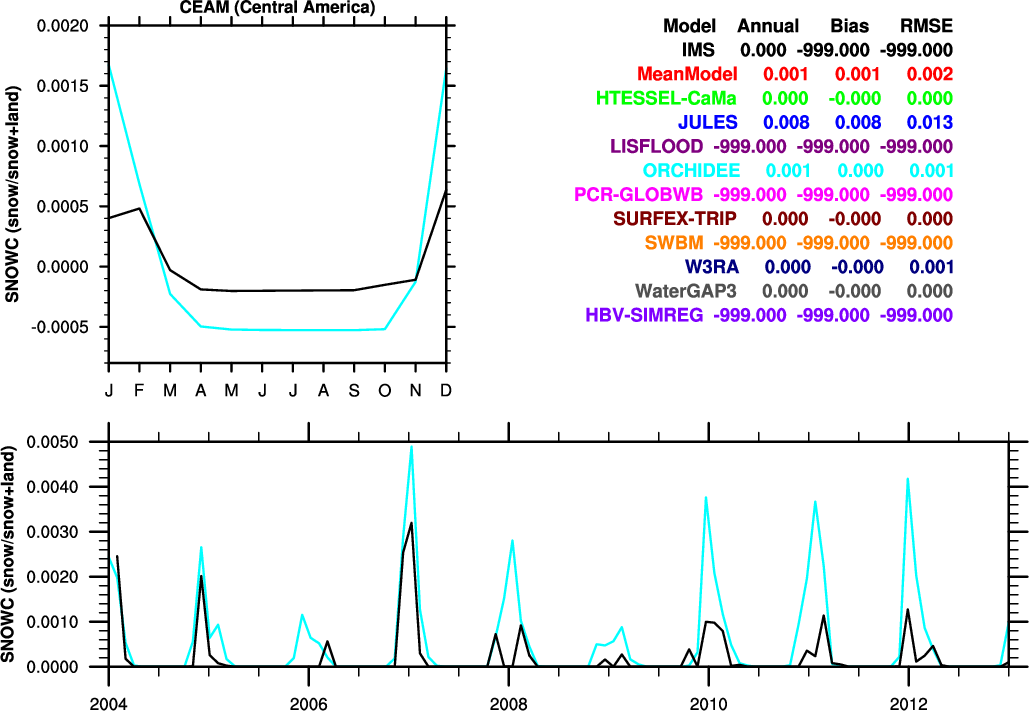 CEAM (Central America)
SNOWC (snow/snow+land)
0.0020
0.0015
0.0010
0.0005
0.0000
-0.0005
J F M A M J J A S O N D
Model Annual Bias RMSE
IMS 0.000 -999.000 -999.000
MeanModel 0.001 0.001 0.002
HTESSEL-CaMa 0.000 -0.000 0.000
JULES 0.008 0.008 0.013
LISFLOOD -999.000 -999.000 -999.000
ORCHIDEE 0.001 0.000 0.001
PCR-GLOBWB -999.000 -999.000 -999.000
SURFEX-TRIP 0.000 -0.000 0.000
SWBM -999.000 -999.000 -999.000
W3RA 0.000 -0.000 0.001
WaterGAP3 0.000 -0.000 0.000
HBV-SIMREG -999.000 -999.000 -999.000
SNOWC (snow/snow+land)
0.0050
0.0040
0.0030
0.0020
0.0010
0.0000
2004 2006 2008 2010 2012